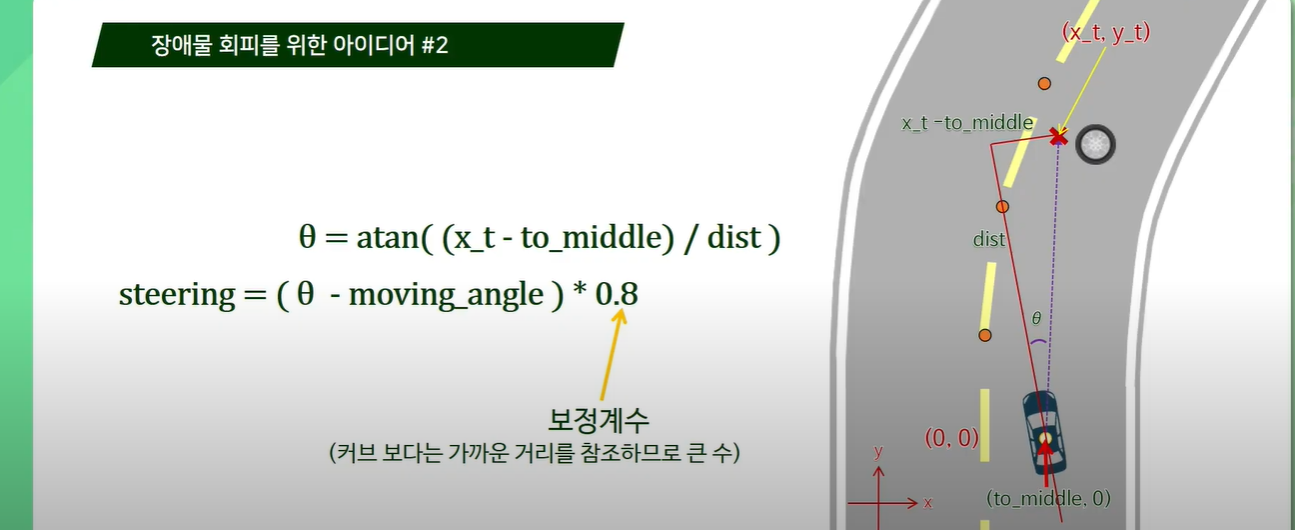 장애물 회피를 위한 아이디어 #2
(x_t, y_t)
x_t -to_middle
θ = atan( (x_t - to_middle) / dist )
dist
steering = ( θ - moving_angle ) * 0.8
θ
보정계수
(커브 보다는 가까운 거리를 참조하므로 큰 수)
(0, 0)
y
x
(to_middle, 0)